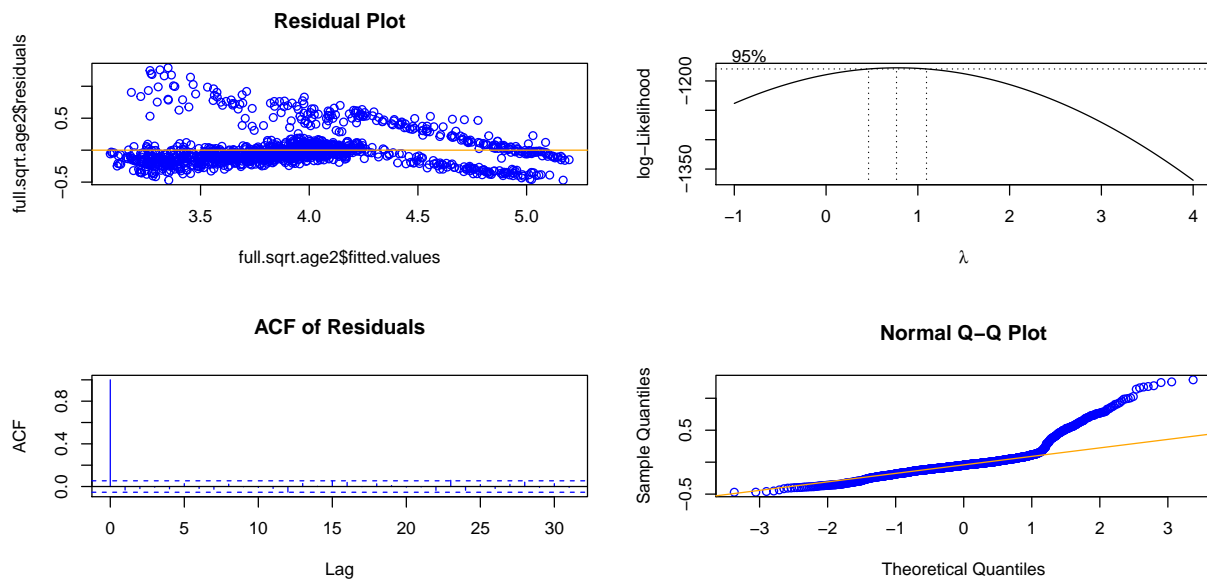 Residual Plot
full.sqrt.age2$residuals
0.5
−0.5
3.5 4.0 4.5 5.0
full.sqrt.age2$fitted.values
95%
log−Likelihood
−1200
−1350
−1 0 1 2 3 4
λ
ACF of Residuals
ACF
0.8
0.4
0.0
0 5 10 15 20 25 30
Lag
Normal Q−Q Plot
Sample Quantiles
0.5
−0.5
−3 −2 −1 0 1 2 3
Theoretical Quantiles